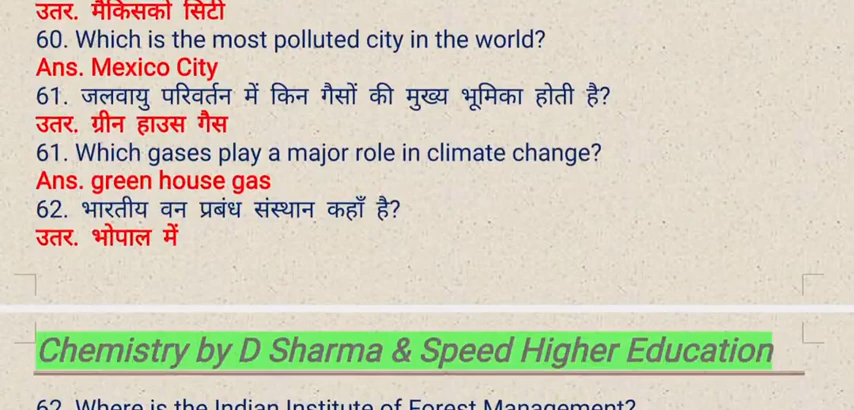 उतर. मैकिसको सिटी
60. Which is the most polluted city in the world?
Ans. Mexico City
61. जलवायु परिवर्तन में किन गैसों की मुख्य भूमिका होती है?
उतर. ग्रीन हाउस गैस
61. Which gases play a major role in climate change?
Ans. green house gas
62. भारतीय वन प्रबंध संस्थान कहाँ है?
उतर. भोपाल में
Chemistry by D Sharma & Speed Higher Education
62. Where is the Indian Institute of Forest Management?